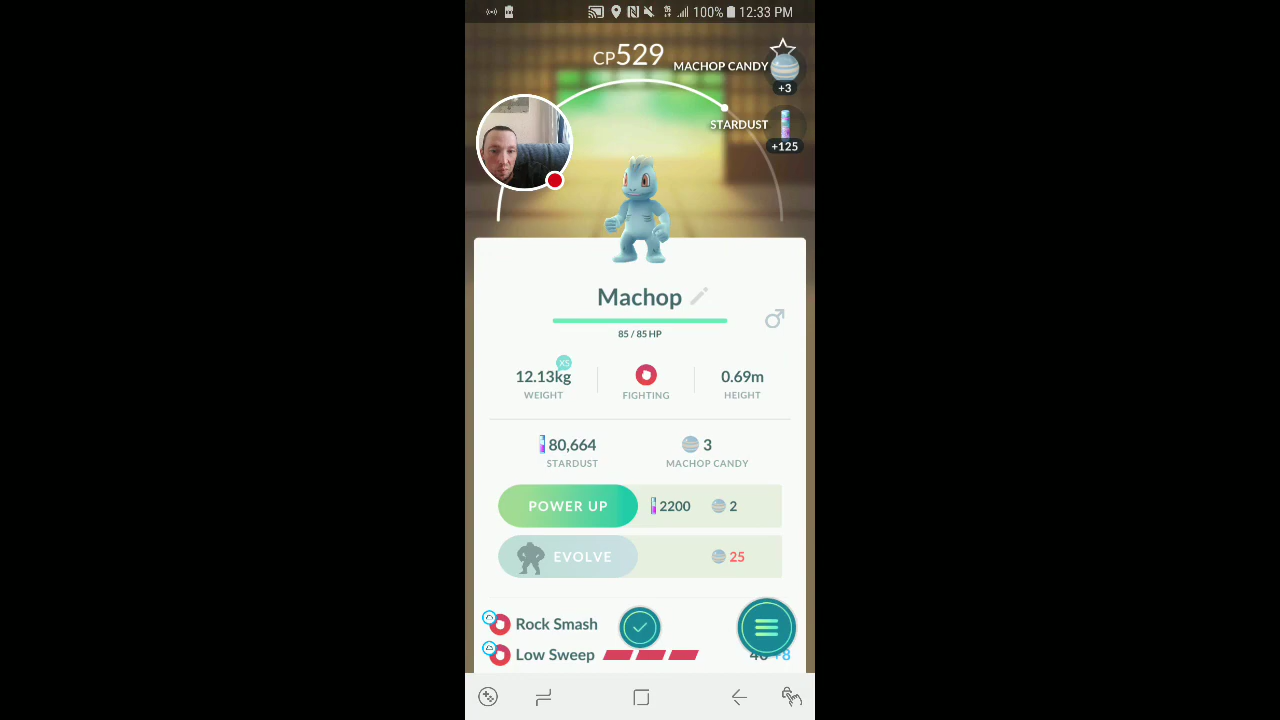 100% 12:33 PM
CP529
MACHOP CANDY
+3
STARDUST
+125
Machop
85 / 85 HP
XS
12.13kg 0.69m
WEIGHT FIGHTING HEIGHT
80,664 3
STARDUST MACHOP CANDY
POWER UP 2200 2
EVOLVE 25
Rock Smash
Low Sweep